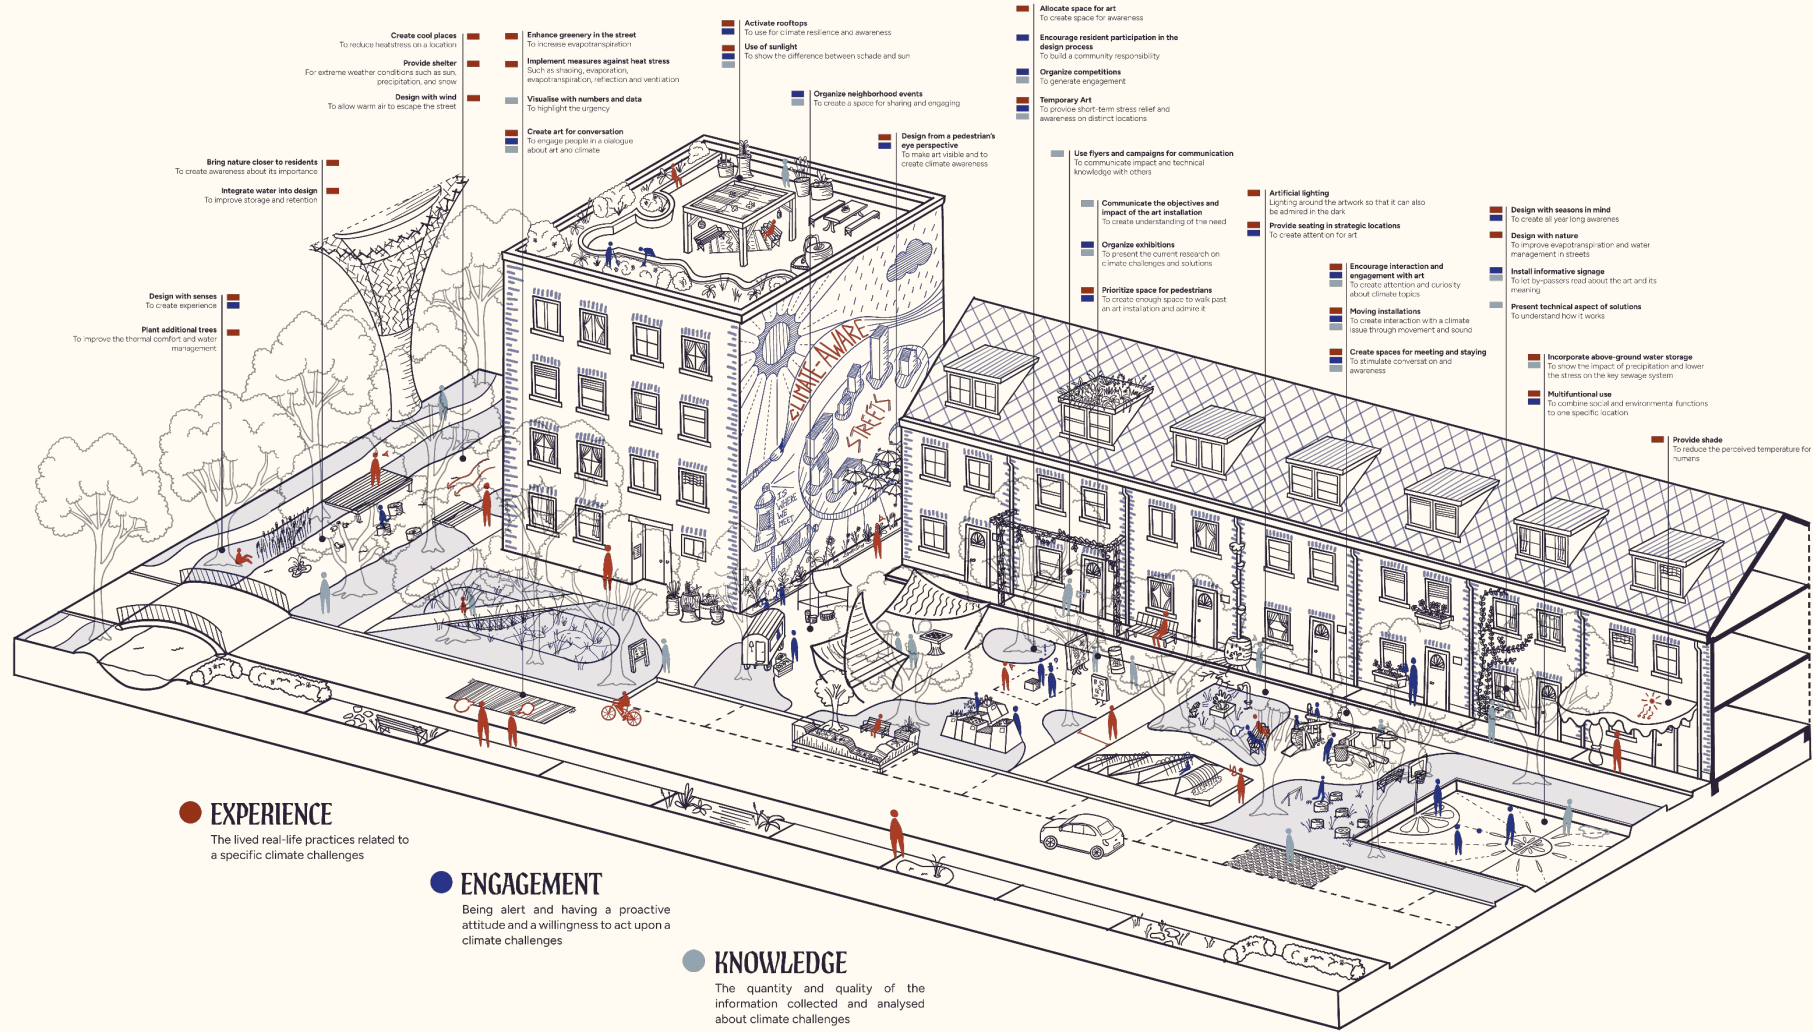 Create cool places
To reduce heatstress on a location
Provide shelter
For extreme weather conditions such as sun,
precipitation, and snow
Design with wind
To allow warm air to escape the street
Enhance greenery in the street
To increase evapotranspiration
Implement measures against heat stress
Such as shading, evaporation,
evapotranspiration, reflection and ventilation
Visualise with numbers and data
To highlight the urgency
Create art for conversation
To engage people in a dialogue
about art and climate
Activate rooftops
To use for climate resilience and awareness
Use of sunlight
To show the difference between schade and sun
Organize neighborhood events
To create a space for sharing and engaging
Design from a pedestrian's
eye perspective
To make art visible and to
create climate awareness
Allocate space for art
To create space for awareness
Encourage resident participation in the
design process
To build a community responsibility
Organize competitions
To generate engagement
Temporary Art
To provide short-term stress relief and
awareness on distinct locations
Use flyers and campaigns for communication
To communicate impact and technical
knowledge with others
Communicate the objectives and
impact of the art installation
To create understanding of the need
Organize exhibitions
To present the current research on
climate challenges and solutions
Prioritize space for pedestrians
To create enough space to walk past
an art installation and admire it
Artificial lighting
Lighting around the artwork so that it can also
be admired in the dark
Provide seating in strategic locations
To create attention for art
Encourage interaction and
engagement with art
To create attention and curiosity
about climate topics
Moving installations
To create interaction with a climate
issue through movement and sound
Create spaces for meeting and staying
To stimulate conversation and
awareness
Design with seasons in mind
To create all year long awarenes
Design with nature
To improve evapotranspiration and water
management in streets
Install informative signage
To let by-passers read about the art and its
meaning
Present technical aspect of solutions
To understand how it works
Incorporate above-ground water storage
To show the impact of precipitation and lower
the stress on the key sewage system
Multifuntional use
To combine social and environmental functions
to one specific location
Provide shade
To reduce the perceived temperature for
humans
Bring nature closer to residents
To create awareness about its importance
Integrate water into design
To improve storage and retention
Design with senses
To create experience
Plant additional trees
To improve the thermal comfort and water
management
CLIMATE-AWARE
STREETS
IS
WHERE
WE
MEET
EXPERIENCE
The lived real-life practices related to
a specific climate challenges
ENGAGEMENT
Being alert and having a proactive
attitude and a willingness to act upon a
climate challenges
KNOWLEDGE
The quantity and quality of the
information collected and analysed
about climate challenges